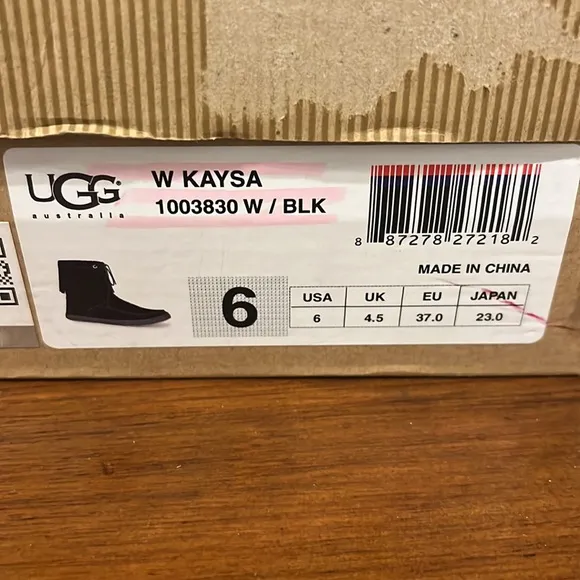 UGG®
australia
W KAYSA
1003830 W / BLK
8 87278 27218 2
MADE IN CHINA
6
USA UK EU JAPAN
6 4.5 37.0 23.0